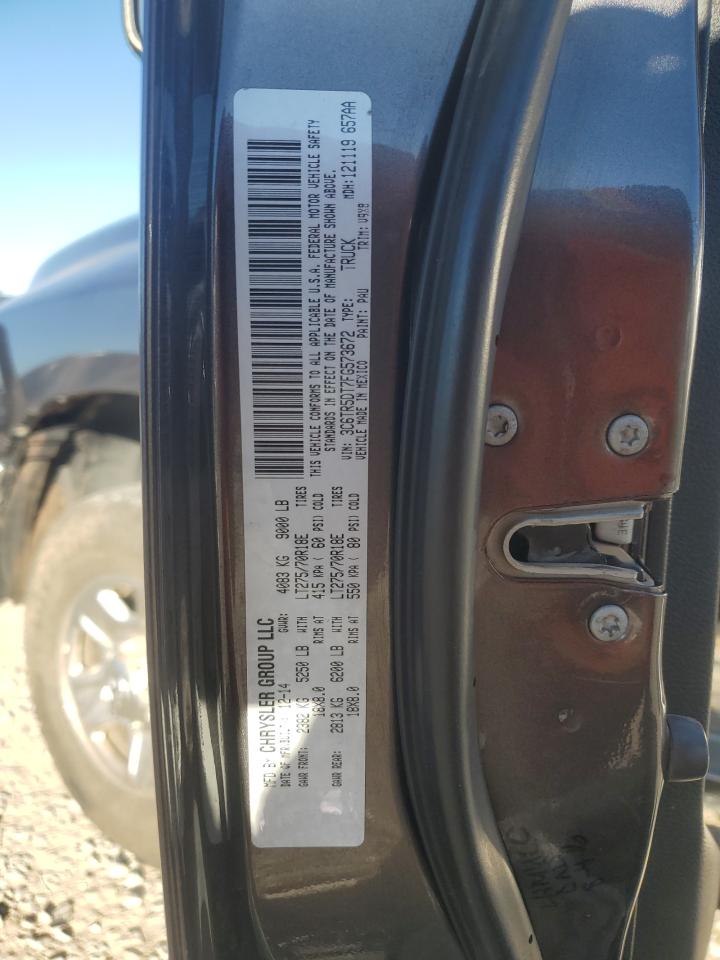 MFD BY CHRYSLER GROUP LLC
DATE OF MFR 12-14 GVWR: 4083 KG 9000 LB
GAWR FRONT: 2382 KG 5250 LB WITH LT275/70R18E TIRES
18X8.0 RIMS AT 415 KPA ( 60 PSI) COLD
GAWR REAR: 2813 KG 6200 LB WITH LT275/70R18E TIRES
18X8.0 RIMS AT 550 KPA ( 80 PSI) COLD
THIS VEHICLE CONFORMS TO ALL APPLICABLE U.S.A. FEDERAL MOTOR VEHICLE SAFETY
STANDARDS IN EFFECT ON THE DATE OF MANUFACTURE SHOWN ABOVE.
VIN: 3C6TR5DT7FG573672 TYPE: TRUCK MDH:121119 657AA
VEHICLE MADE IN MEXICO PAINT: PAU TRIM: V9X8